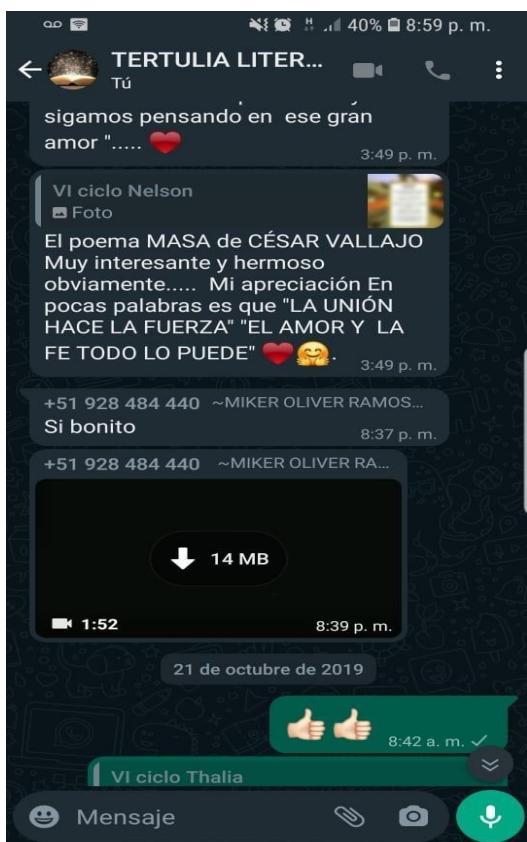 40% 8:59 p. m.
TERTULIA LITER...
Tú
sigamos pensando en ese gran
amor "..... ❤️
3:49 p. m.
VI ciclo Nelson
Foto
El poema MASA de CÉSAR VALLAJO
Muy interesante y hermoso
obviamente..... Mi apreciación En
pocas palabras es que "LA UNIÓN
HACE LA FUERZA" "EL AMOR Y LA
FE TODO LO PUEDE" ❤️🤗.
3:49 p. m.
+51 928 484 440 ~MIKER OLIVER RAMOS...
Si bonito
8:37 p. m.
+51 928 484 440 ~MIKER OLIVER RA...
14 MB
1:52 8:39 p. m.
21 de octubre de 2019
👍🏻👍🏻
8:42 a. m.
VI ciclo Thalia
Mensaje